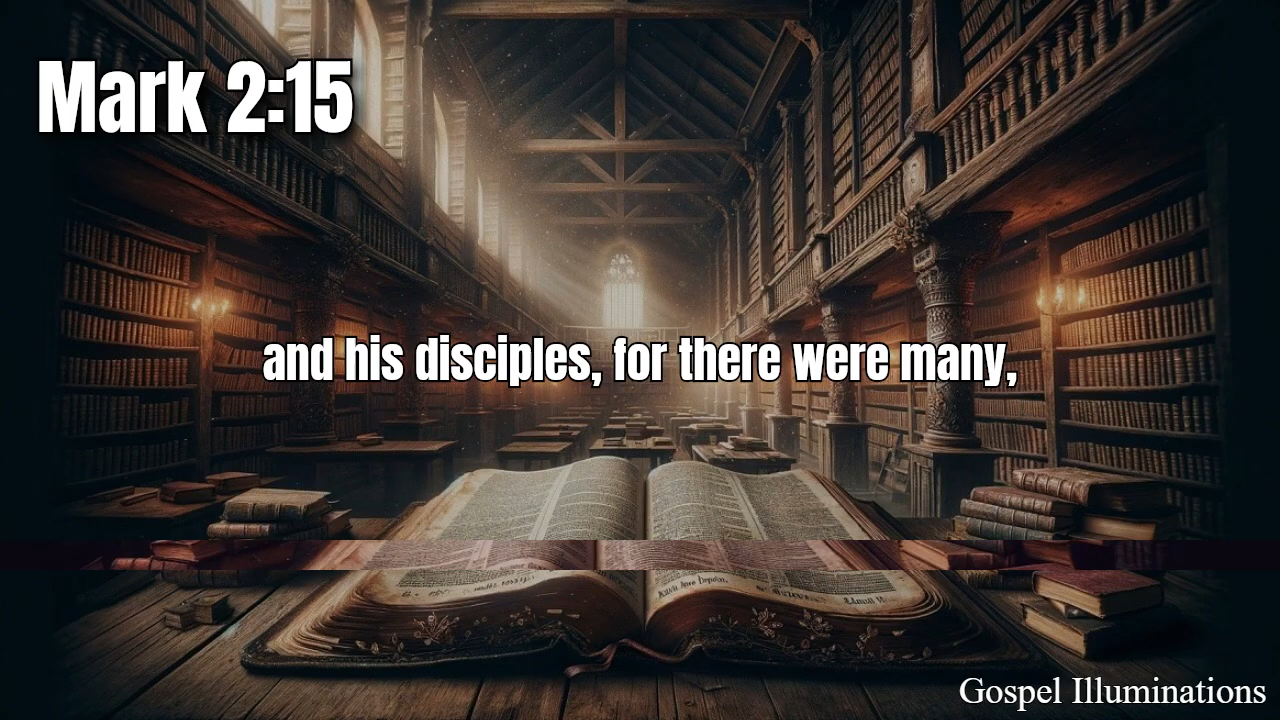 Mark 2:15
and his disciples, for there were many,
Gospel Illuminations